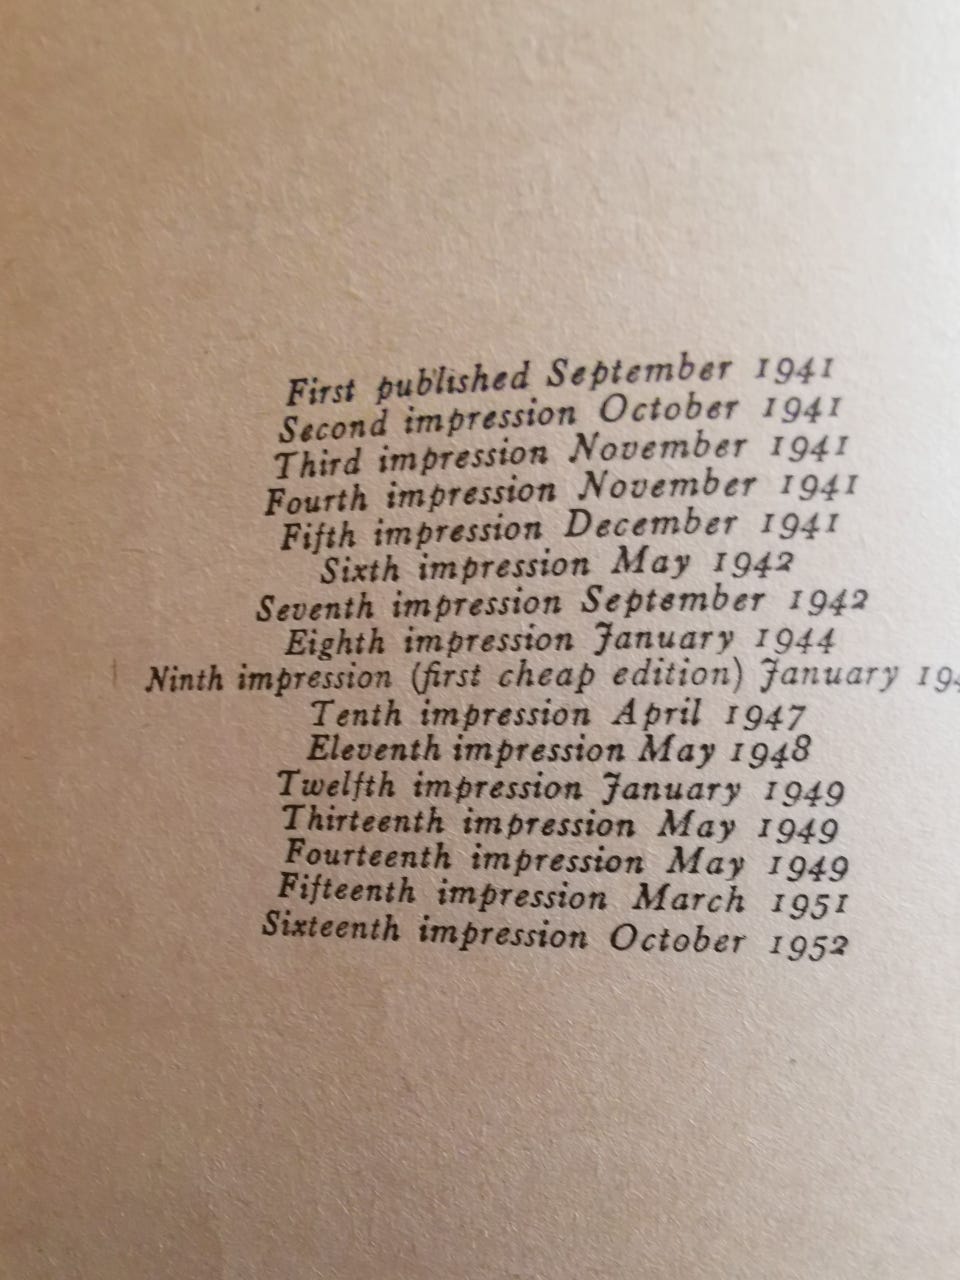 First published September 1941
Second impression October 1941
Third impression November 1941
Fourth impression November 1941
Fifth impression December 1941
Sixth impression May 1942
Seventh impression September 1942
Eighth impression January 1944
Ninth impression (first cheap edition) January
Tenth impression April 1947
Eleventh impression May 1948
Twelfth impression January 1949
Thirteenth impression May 1949
Fourteenth impression May 1949
Fifteenth impression March 1951
Sixteenth impression October 1952